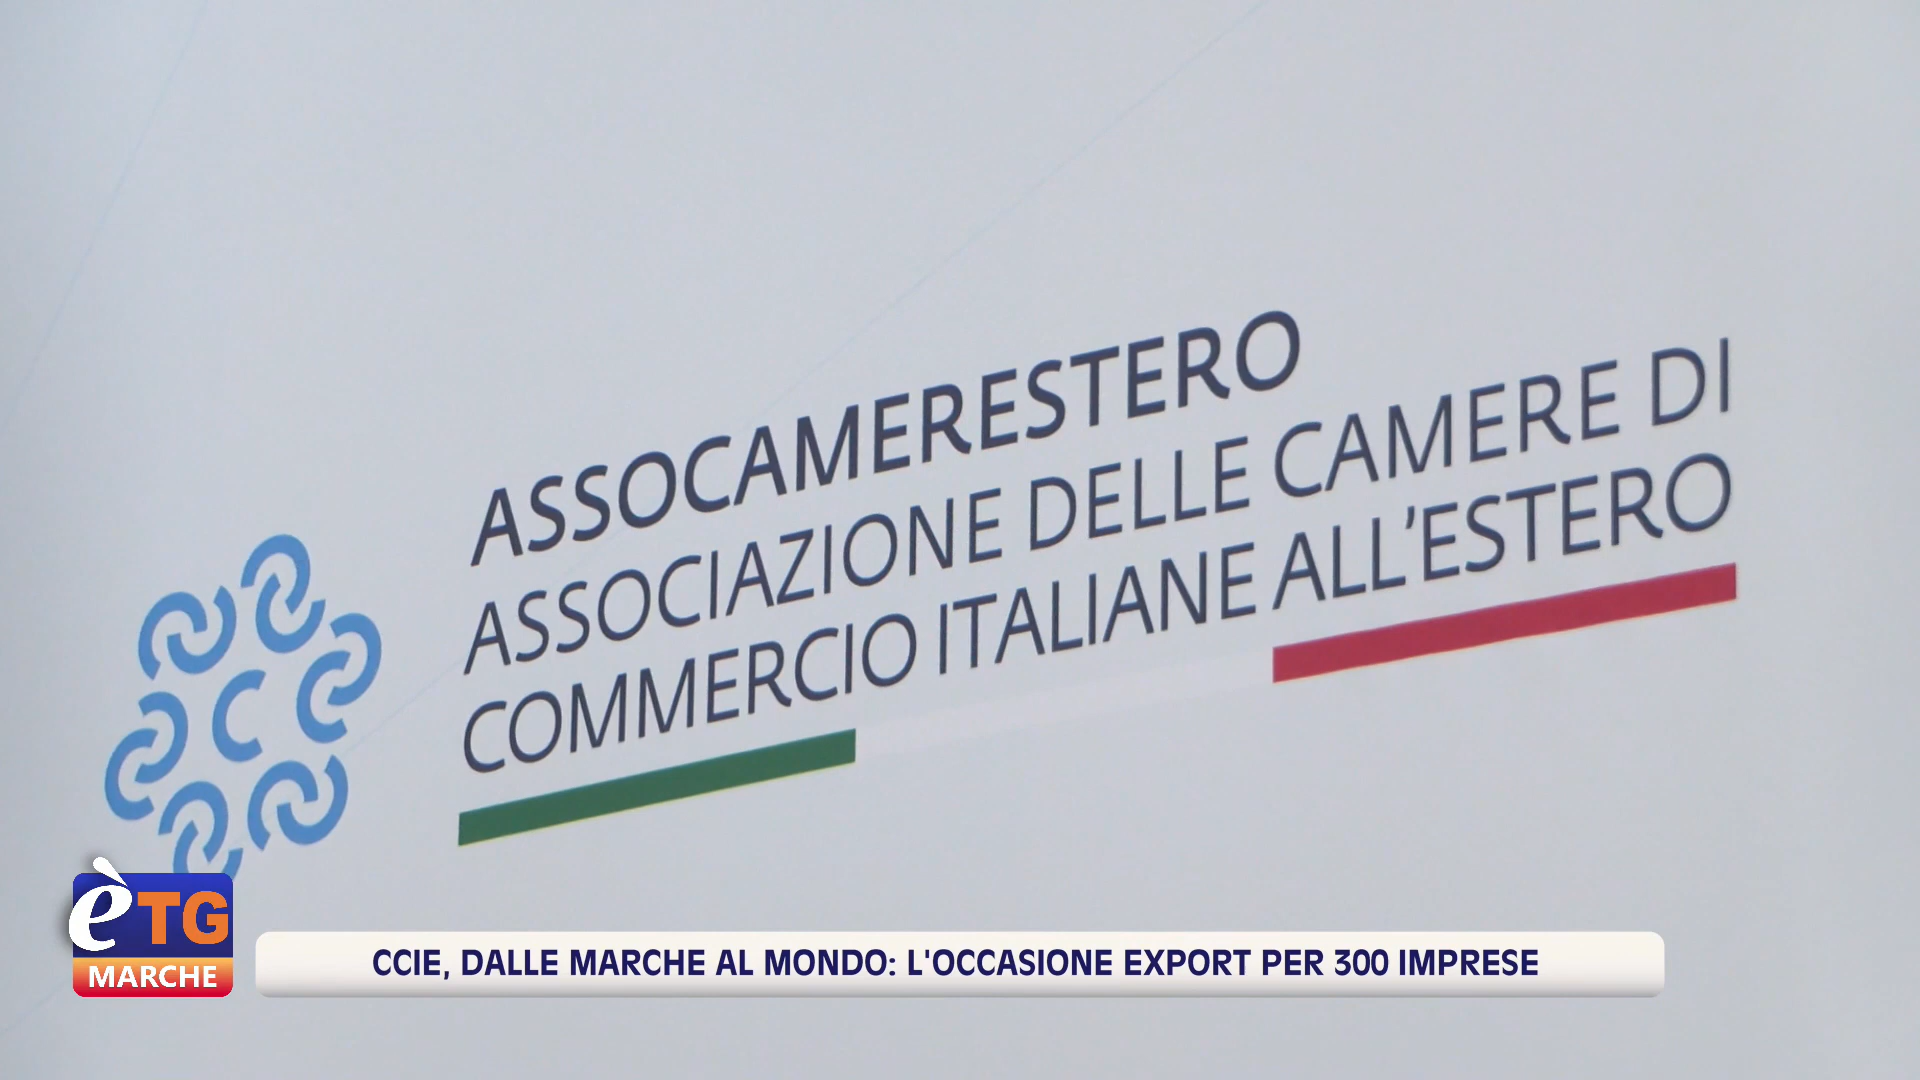 ASSOCAMERESTERO
ASSOCIAZIONE DELLE CAMERE DI
COMMERCIO ITALIANE ALL'ESTERO
èTG
MARCHE
CCIE, DALLE MARCHE AL MONDO: L'OCCASIONE EXPORT PER 300 IMPRESE